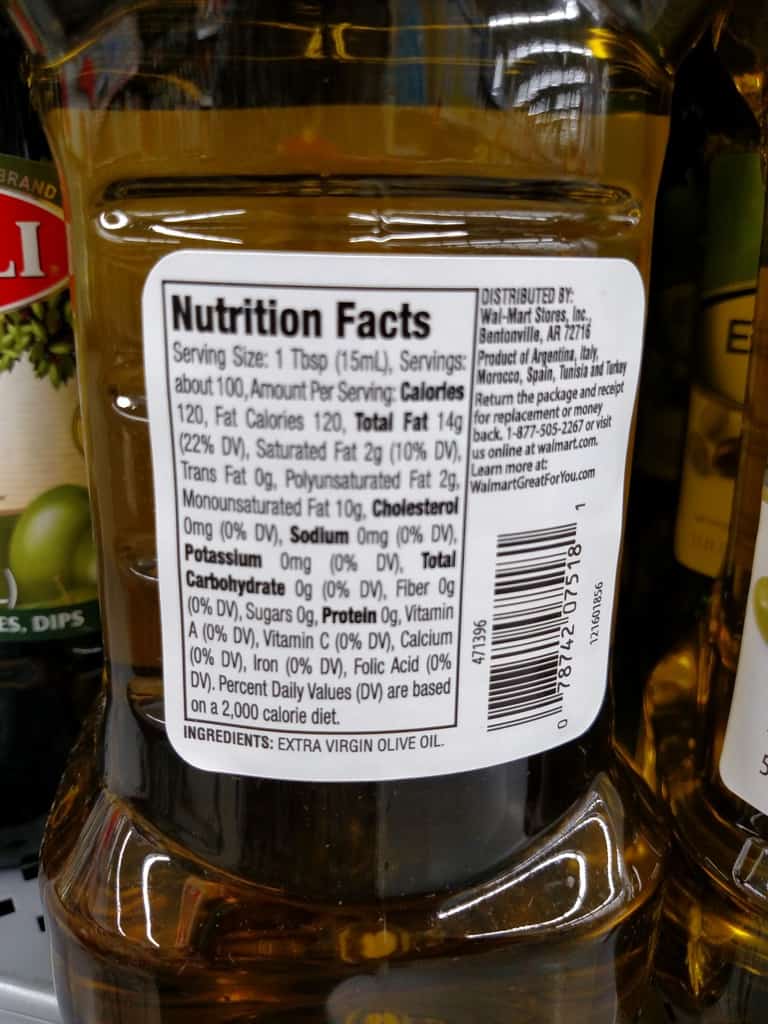 BRAND
LI
ES, DIPS
Nutrition Facts
Serving Size: 1 Tbsp (15mL), Servings:
about 100, Amount Per Serving: Calories
120, Fat Calories 120, Total Fat 14g
(22% DV), Saturated Fat 2g (10% DV),
Trans Fat 0g, Polyunsaturated Fat 2g,
Monounsaturated Fat 10g, Cholesterol
0mg (0% DV), Sodium 0mg (0% DV),
Potassium 0mg (0% DV), Total
Carbohydrate 0g (0% DV), Fiber 0g
(0% DV), Sugars 0g, Protein 0g, Vitamin
A (0% DV), Vitamin C (0% DV), Calcium
(0% DV), Iron (0% DV), Folic Acid (0%
DV). Percent Daily Values (DV) are based
on a 2,000 calorie diet.
INGREDIENTS: EXTRA VIRGIN OLIVE OIL.
DISTRIBUTED BY:
Wal-Mart Stores, Inc.,
Bentonville, AR 72716
Product of Argentina, Italy,
Morocco, Spain, Tunisia and Turkey
Return the package and receipt
for replacement or money
back. 1-877-505-2267 or visit
us online at walmart.com.
Learn more at:
WalmartGreatForYou.com
471396
0 78742 07518 1
121601856
E
5